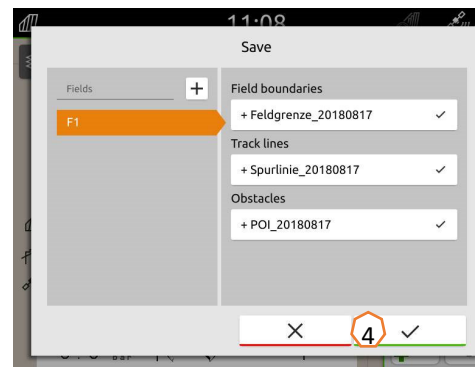 11:08
Save
Fields
+
F1
Field boundaries
+ Feldgrenze_20180817
Track lines
+ Spurlinie_20180817
Obstacles
+ POI_20180817
4